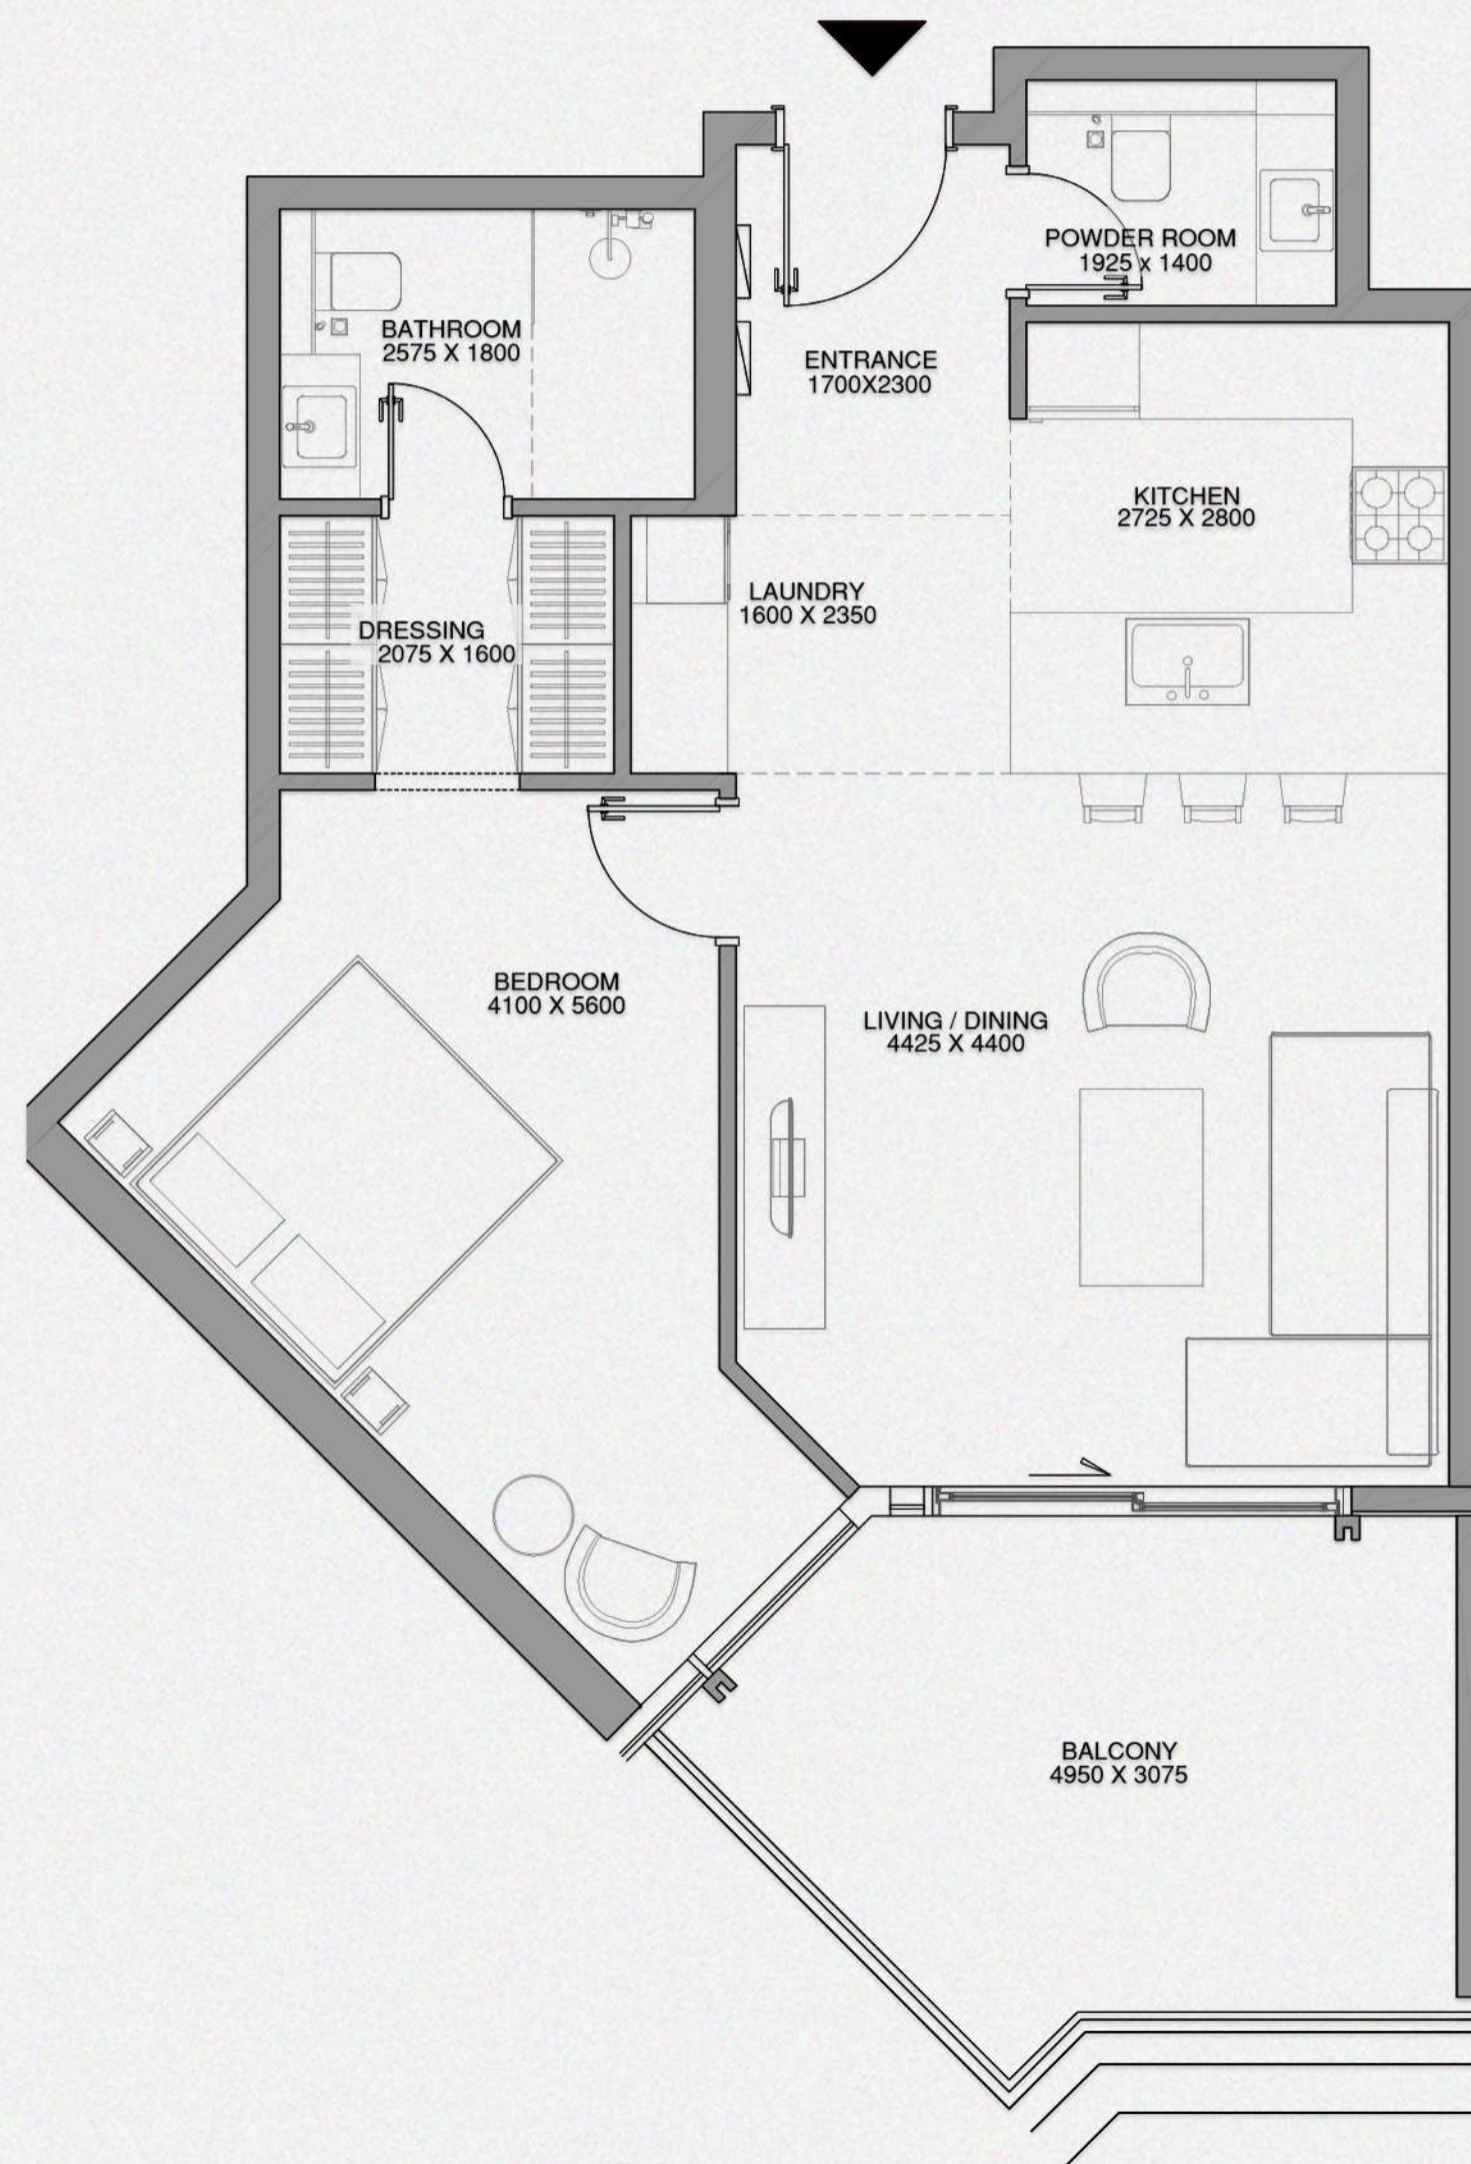 POWDER ROOM
1925 x 1400
BATHROOM
2575 X 1800
ENTRANCE
1700X2300
KITCHEN
2725 X 2800
LAUNDRY
1600 X 2350
DRESSING
2075 X 1600
BEDROOM
4100 X 5600
LIVING / DINING
4425 X 4400
BALCONY
4950 X 3075